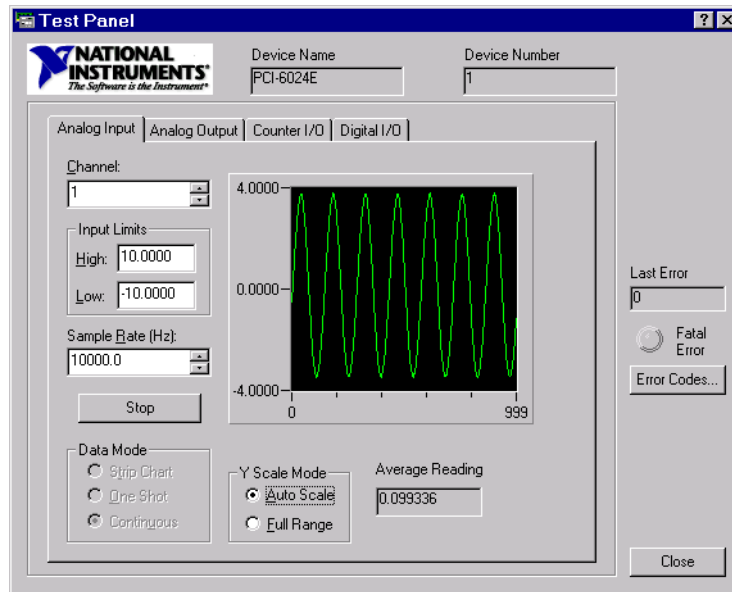 Test Panel
NATIONAL
INSTRUMENTS
The Software is the Instrument
Device Name
PCI-6024E
Device Number
1
Analog Input
Analog Output
Counter I/O
Digital I/O
Channel:
1
Input Limits
High: 10.0000
Low: -10.0000
Sample Rate (Hz):
10000.0
Stop
4.0000
0.0000
-4.0000
0 999
Data Mode
Strip Chart
One Shot
Continuous
Y Scale Mode
Auto Scale
Full Range
Average Reading
0.099336
Last Error
0
Fatal
Error
Error Codes...
Close